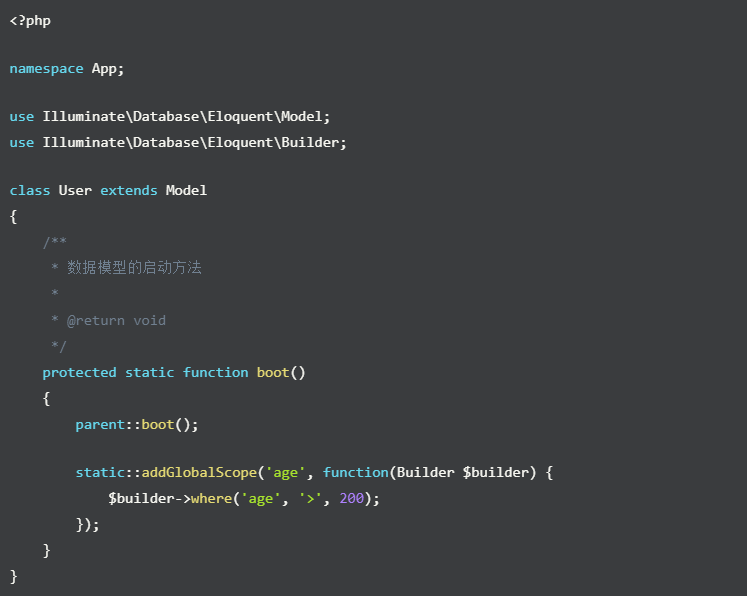 <?php
namespace App;
use Illuminate\Database\Eloquent\Model;
use Illuminate\Database\Eloquent\Builder;
class User extends Model
{
    /**
     * 数据模型的启动方法
     *
     * @return void
     */
    protected static function boot()
    {
        parent::boot();
        static::addGlobalScope('age', function(Builder $builder) {
            $builder->where('age', '>', 200);
        });
    }
}